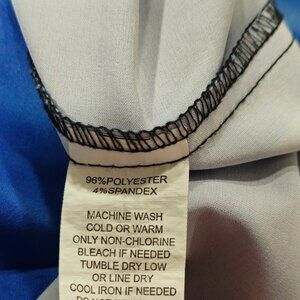 96%POLYESTER
4%SPANDEX
MACHINE WASH
COLD OR WARM
ONLY NON-CHLORINE
BLEACH IF NEEDED
TUMBLE DRY LOW
OR LINE DRY
COOL IRON IF NEEDED